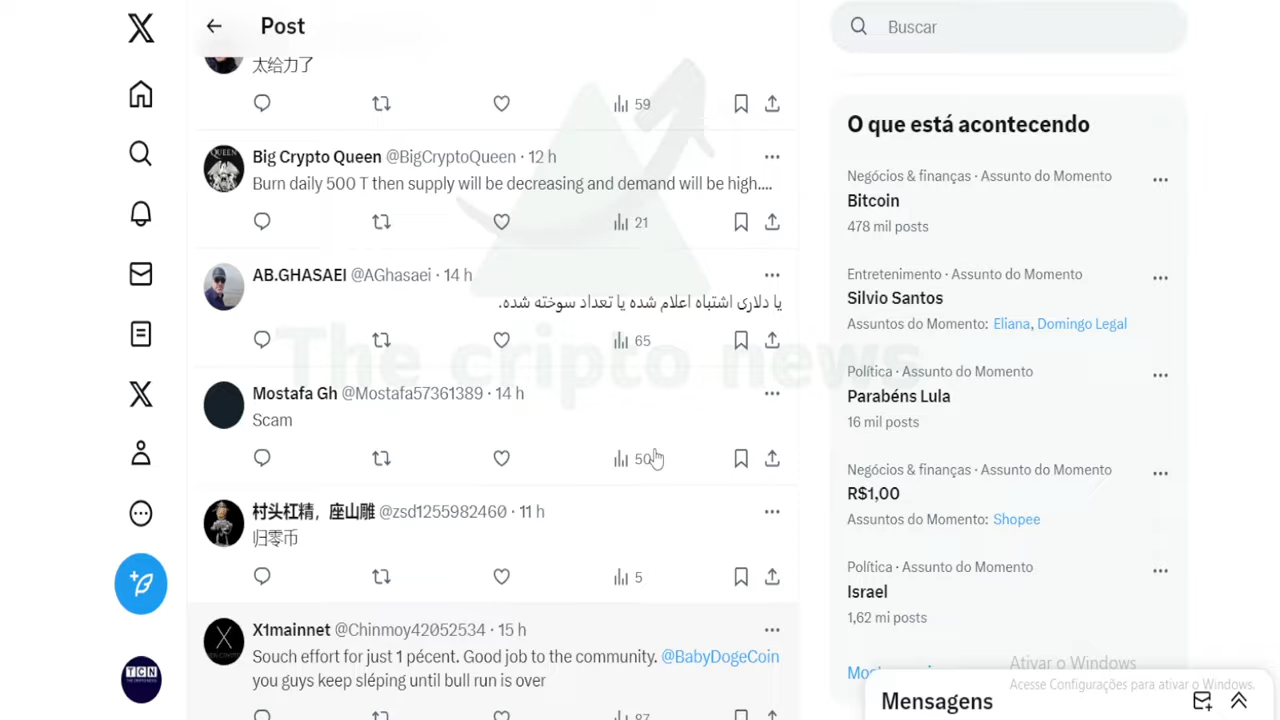 Post
太给力了
59
Big Crypto Queen @BigCryptoQueen · 12 h
Burn daily 500 T then supply will be decreasing and demand will be high....
21
AB.GHASAEI @AGhasaei · 14 h
یا دلاری اشتباه اعلام شده یا تعداد سوخته شده.
65
Mostafa Gh @Mostafa57361389 · 14 h
Scam
50
村头杠精，座山雕 @zsd1255982460 · 11 h
归零币
5
X1mainnet @Chinmoy42052534 · 15 h
Souch effort for just 1 pécent. Good job to the community. @BabyDogeCoin
you guys keep sléping until bull run is over
87
The cripto news
QUEEN
TCN
Buscar
O que está acontecendo
Negócios & finanças · Assunto do Momento
Bitcoin
478 mil posts
Entretenimento · Assunto do Momento
Silvio Santos
Assuntos do Momento: Eliana, Domingo Legal
Política · Assunto do Momento
Parabéns Lula
16 mil posts
Negócios & finanças · Assunto do Momento
R$1,00
Assuntos do Momento: Shopee
Política · Assunto do Momento
Israel
1,62 mi posts
Ativar o Windows
Acesse Configurações para ativar o Windows.
Mensagens